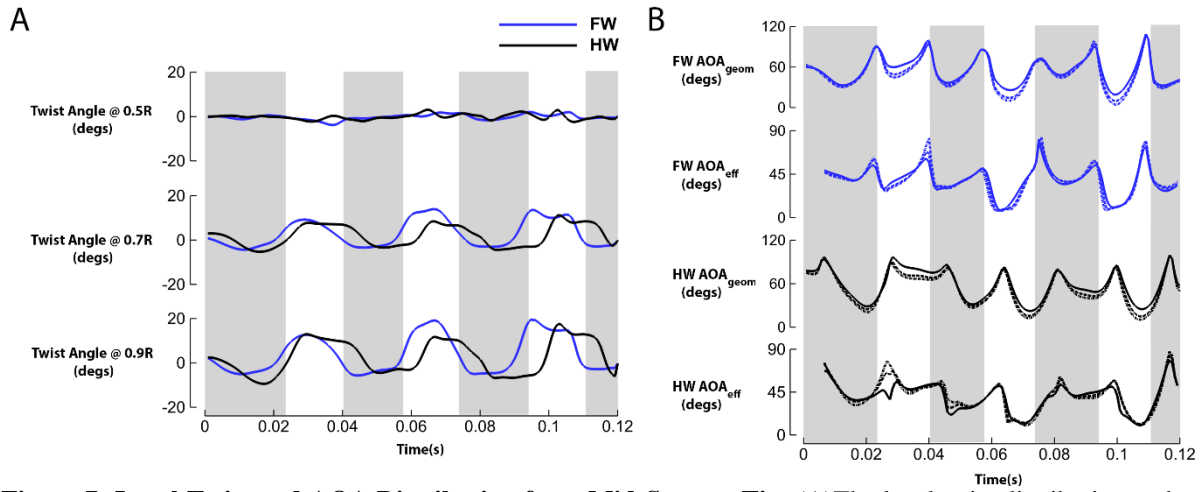 A
FW
HW
20
0
-20
Twist Angle @ 0.5R
(degs)
20
0
-20
Twist Angle @ 0.7R
(degs)
20
0
-20
Twist Angle @ 0.9R
(degs)
0
0.02
0.04
0.06
0.08
0.1
0.12
Time(s)
B
120
60
0
FW AOAgeom
(degs)
90
45
0
FW AOAeff
(degs)
120
60
0
HW AOAgeom
(degs)
90
45
0
HW AOAeff
(degs)
0
0.02
0.04
0.06
0.08
0.1
0.12
Time(s)